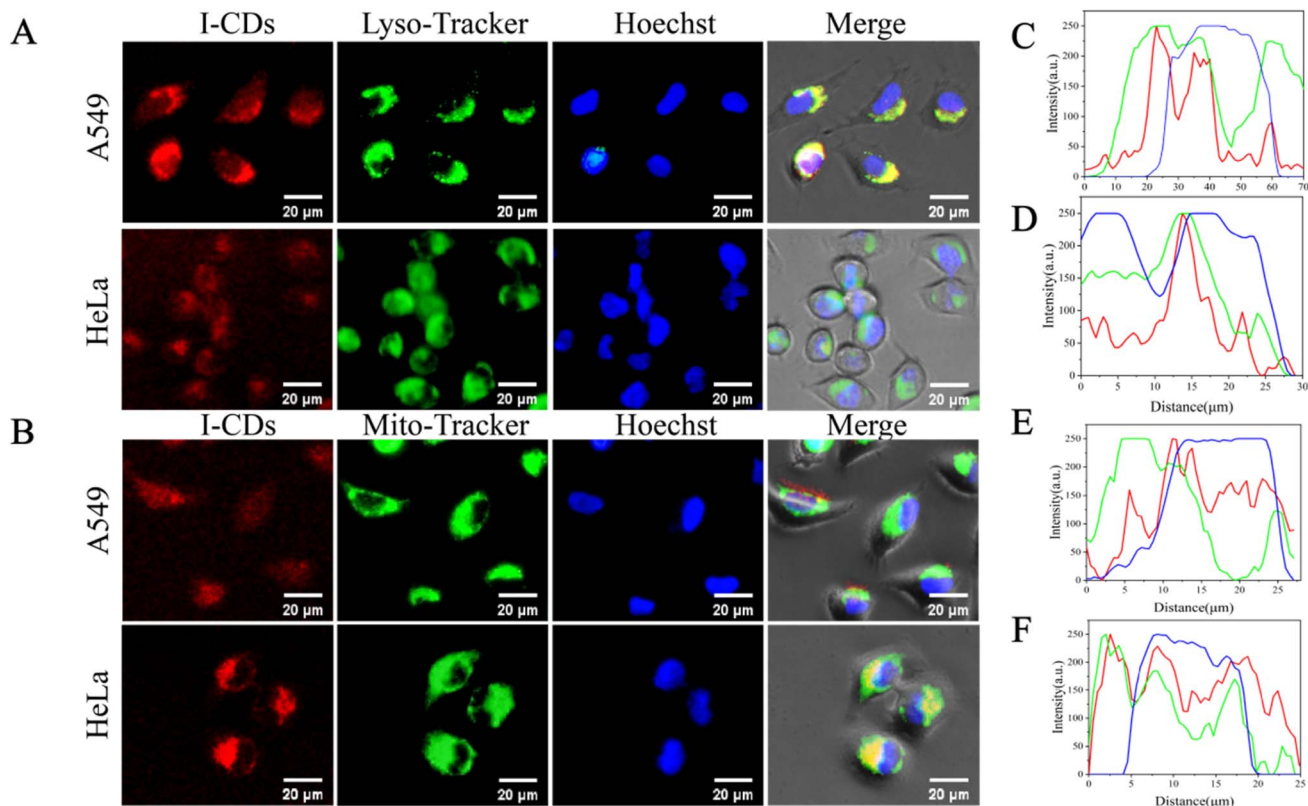 A
I-CDs Lyso-Tracker Hoechst Merge
A549
20 μm 20 μm 20 μm 20 μm
HeLa
20 μm 20 μm 20 μm 20 μm
B
I-CDs Mito-Tracker Hoechst Merge
A549
20 μm 20 μm 20 μm 20 μm
HeLa
20 μm 20 μm 20 μm 20 μm
C
Intensity(a.u.)
250
200
150
100
50
0
0 10 20 30 40 50 60 70
D
Intensity(a.u.)
250
200
150
100
50
0
0 5 10 15 20 25 30
Distance(μm)
E
Intensity(a.u.)
250
200
150
100
50
0
0 5 10 15 20 25
Distance(μm)
F
Intensity(a.u.)
250
200
150
100
50
0
0 5 10 15 20 25
Distance(μm)